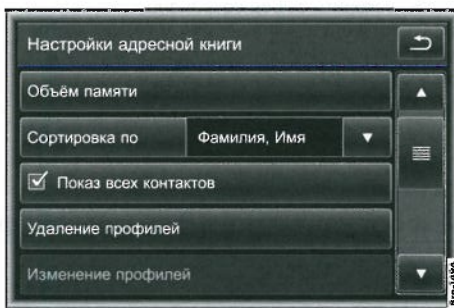 Настройки адресной книги
Объём памяти
Сортировка по Фамилия, Имя
Показ всех контактов
Удаление профилей
Изменение профилей